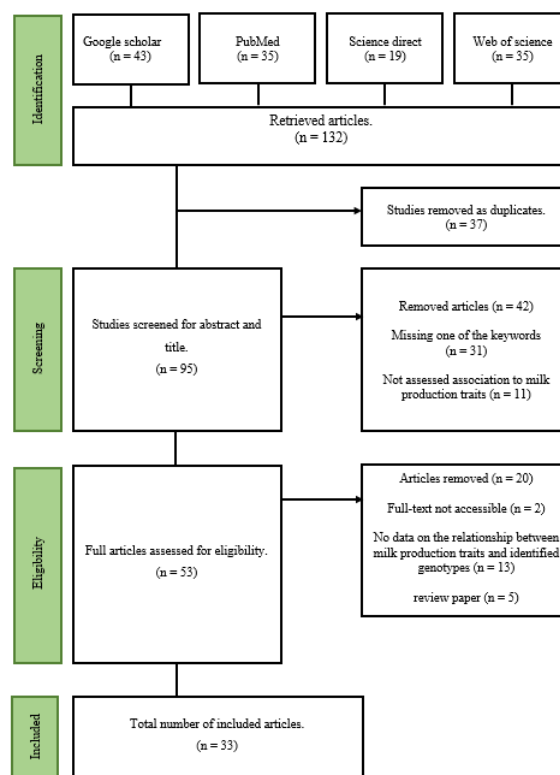 Identification
Google scholar
(n = 43)
PubMed
(n = 35)
Science direct
(n = 19)
Web of science
(n = 35)
Retrieved articles.
(n = 132)
Studies removed as duplicates.
(n = 37)
Screening
Studies screened for abstract and
title.
(n = 95)
Removed articles (n = 42)
Missing one of the keywords
(n = 31)
Not assessed association to milk
production traits (n = 11)
Eligibility
Full articles assessed for eligibility.
(n = 53)
Articles removed (n = 20)
Full-text not accessible (n = 2)
No data on the relationship between
milk production traits and identified
genotypes (n = 13)
review paper (n = 5)
Included
Total number of included articles.
(n = 33)